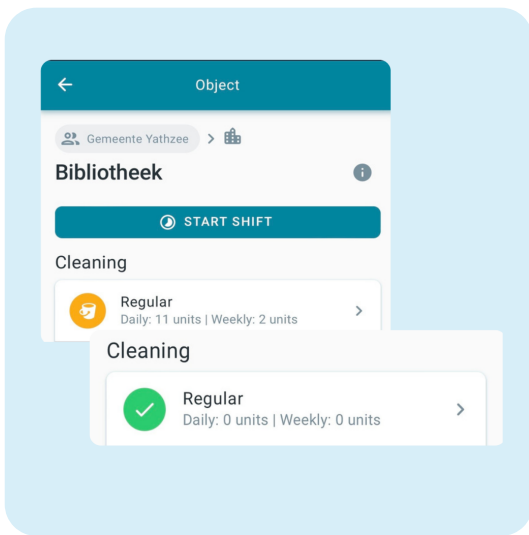 Object
Gemeente Yathzee >
Bibliotheek
START SHIFT
Cleaning
Regular
Daily: 11 units | Weekly: 2 units
Cleaning
Regular
Daily: 0 units | Weekly: 0 units